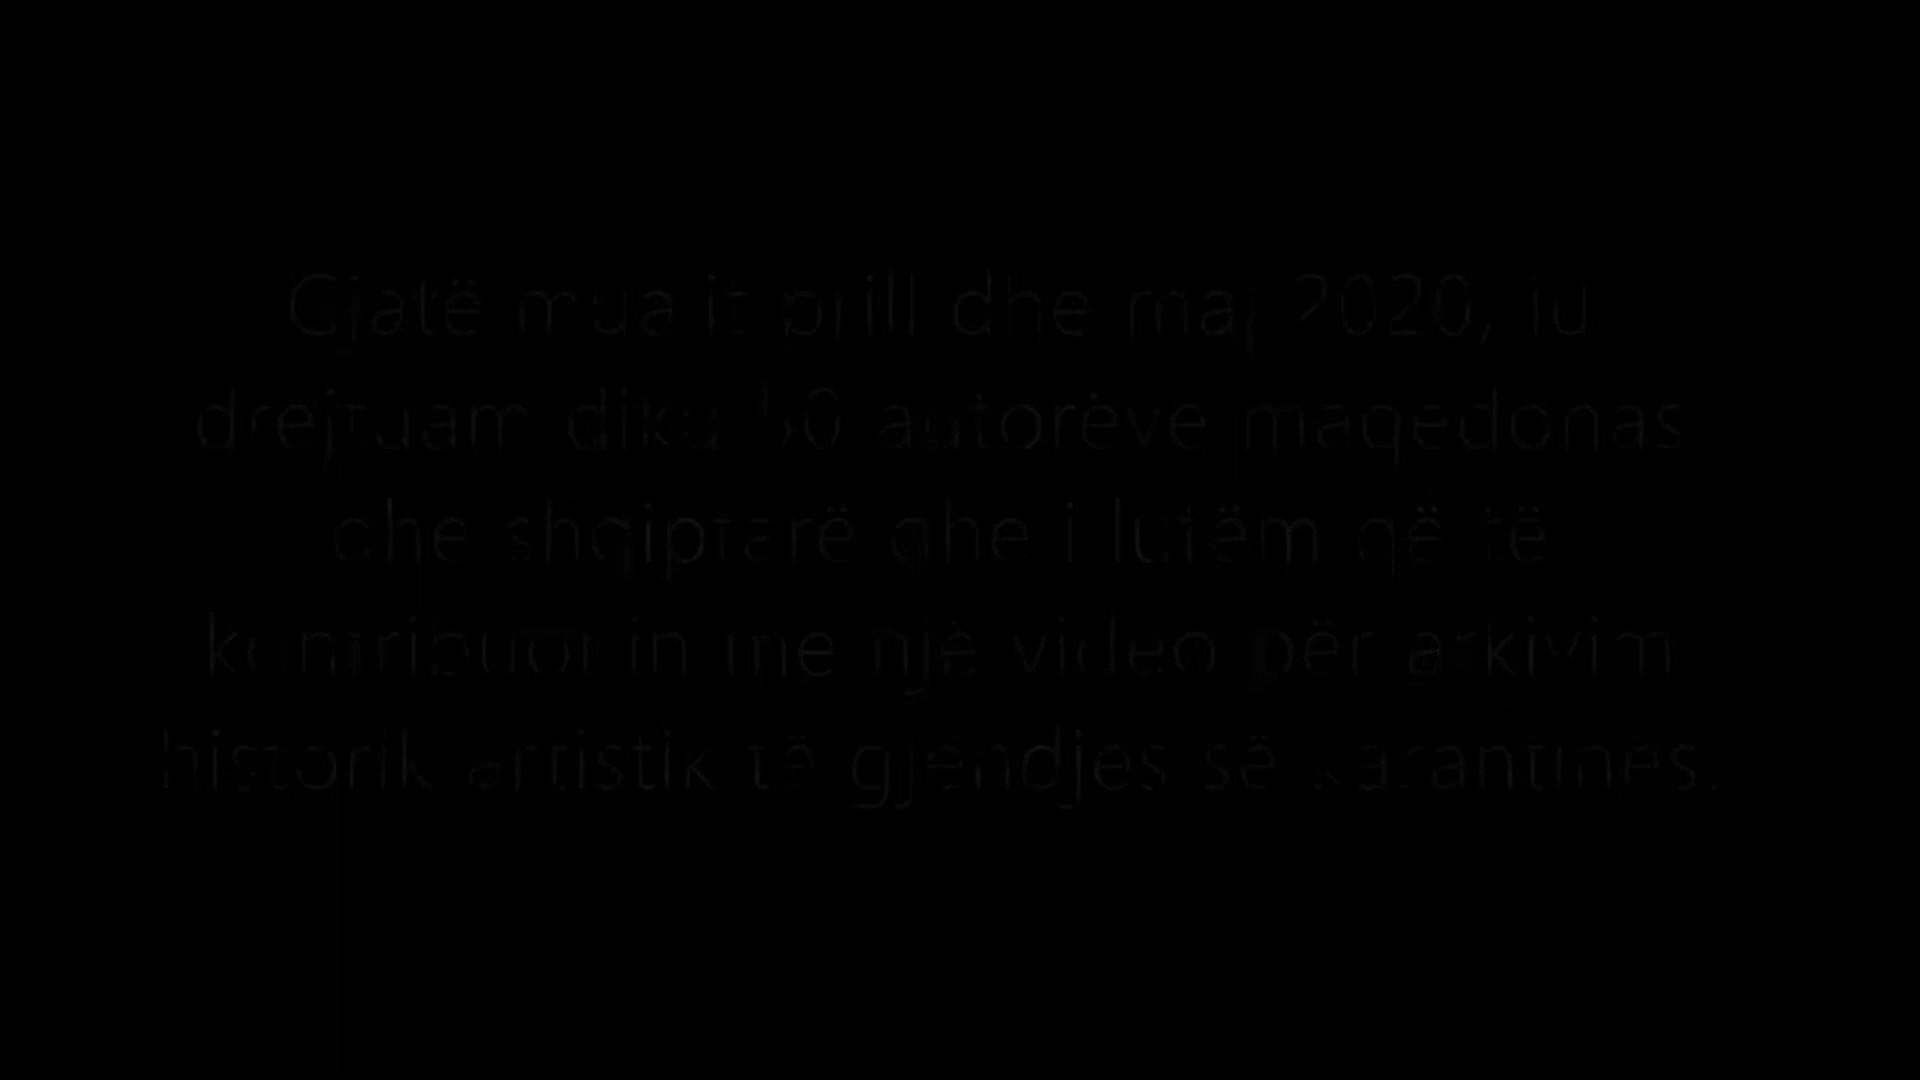 Gjatë muajit prill dhe maj 2020, iu
drejtuam diku 50 autorëve maqedonas
dhe shqiptarë dhe i lutëm që të
kontribuorjnin me një video për arkivim
historik artistik të gjendjes së karantinës.